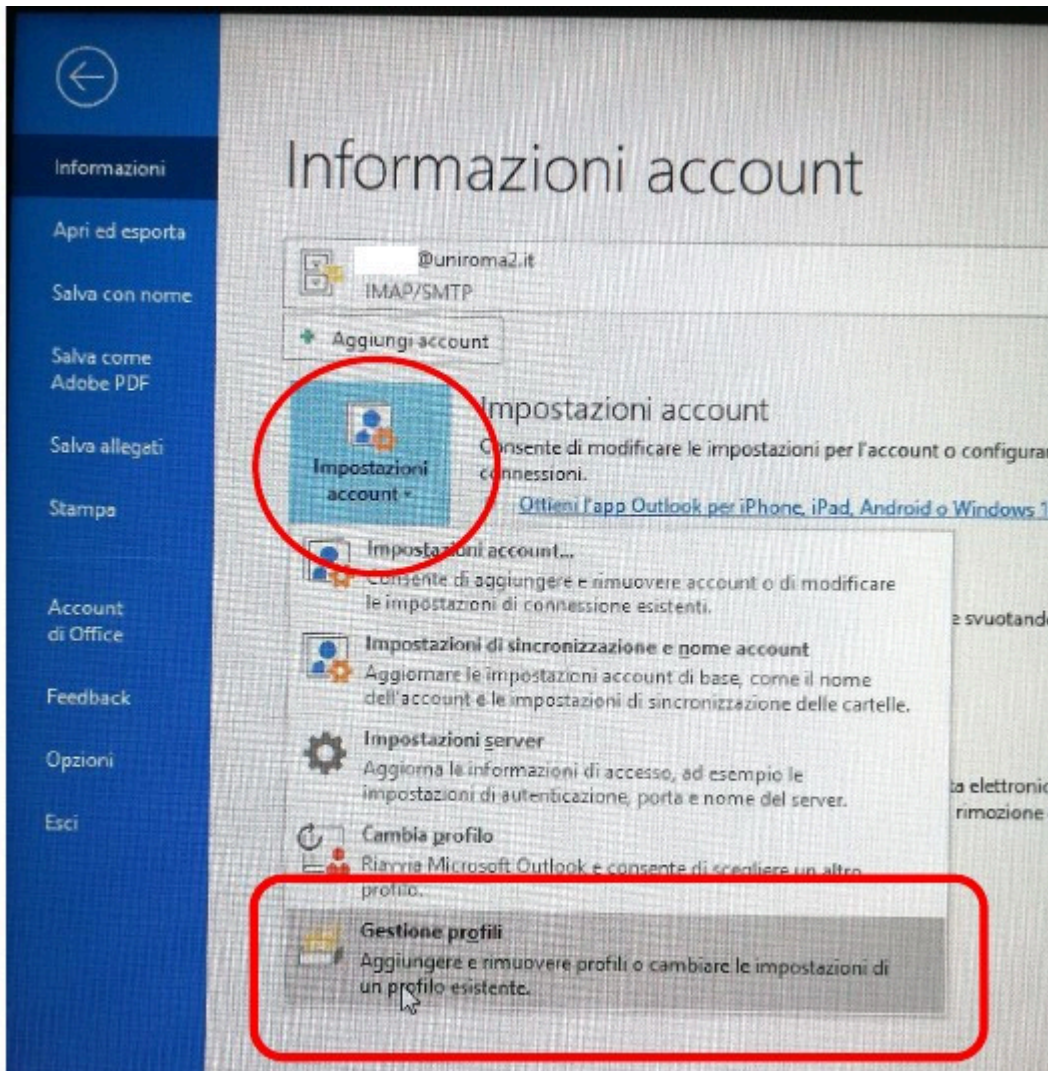 Informazioni
Apri ed esporta
Salva con nome
Salva come
Adobe PDF
Salva allegati
Stampa
Account
di Office
Feedback
Opzioni
Esci
Informazioni account
@uniroma2.it
IMAP/SMTP
Aggiungi account
Impostazioni
account
Impostazioni account
Consente di modificare le impostazioni per l'account o configurar
connessioni.
Ottieni l'app Outlook per iPhone, iPad, Android o Windows 1
Impostazioni account...
Consente di aggiungere e rimuovere account o di modificare
le impostazioni di connessione esistenti.
Impostazioni di sincronizzazione e nome account
Aggiornare le impostazioni account di base, come il nome
dell'account e le impostazioni di sincronizzazione delle cartelle.
Impostazioni server
Aggiorna le informazioni di accesso, ad esempio le
impostazioni di autenticazione, porta e nome del server.
Cambia profilo
Riavvia Microsoft Outlook e consente di scegliere un altro
profilo.
Gestione profili
Aggiungere e rimuovere profili o cambiare le impostazioni di
un profilo esistente.
e svuotand
ta elettronic
rimozione